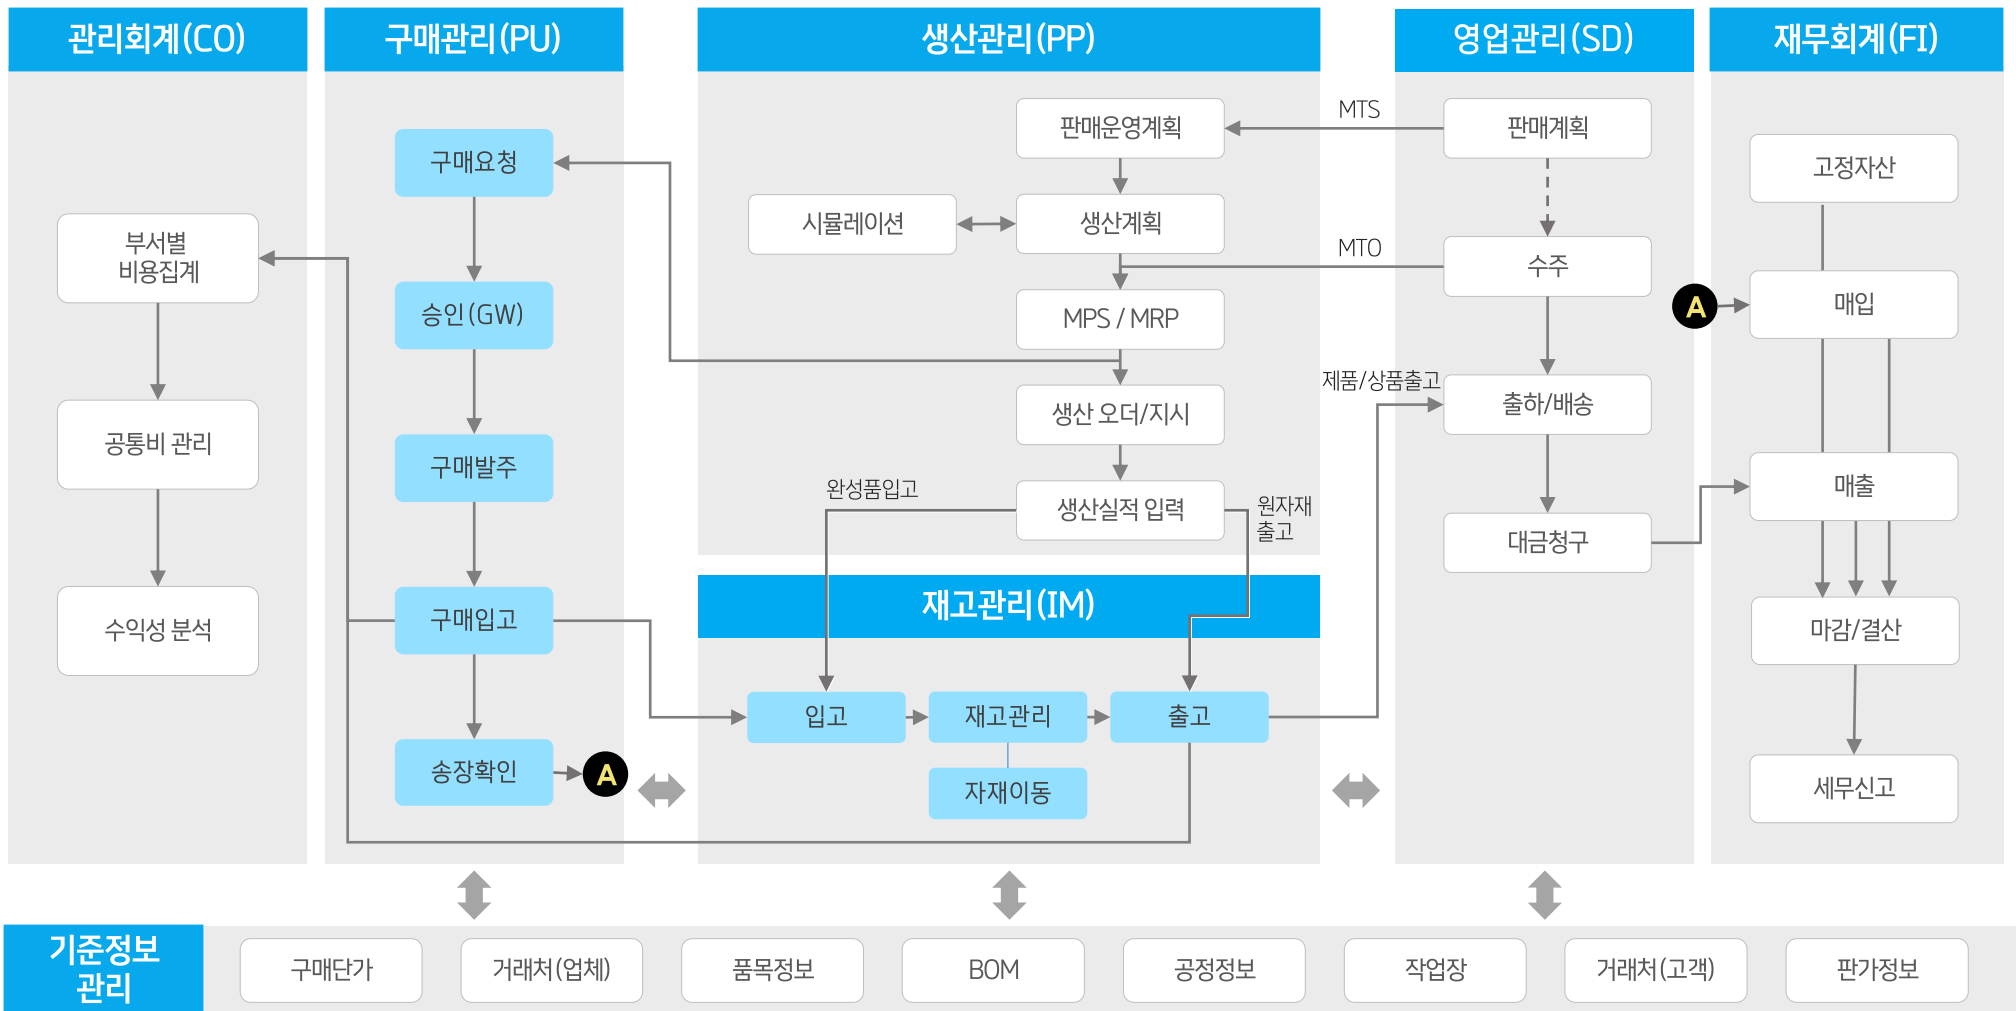 관리회계(CO)
구매관리(PU)
생산관리(PP)
영업관리(SD)
재무회계(FI)
부서별
비용집계
공통비 관리
수익성 분석
구매요청
승인(GW)
구매발주
구매입고
송장확인
A
판매운영계획
시뮬레이션
생산계획
MPS / MRP
생산 오더/지시
생산실적 입력
완성품입고
원자재
출고
재고관리(IM)
입고
재고관리
출고
자재이동
MTS
MTO
제품/상품출고
판매계획
수주
출하/배송
대금청구
A
고정자산
매입
매출
마감/결산
세무신고
기준정보
관리
구매단가
거래처(업체)
품목정보
BOM
공정정보
작업장
거래처(고객)
판가정보